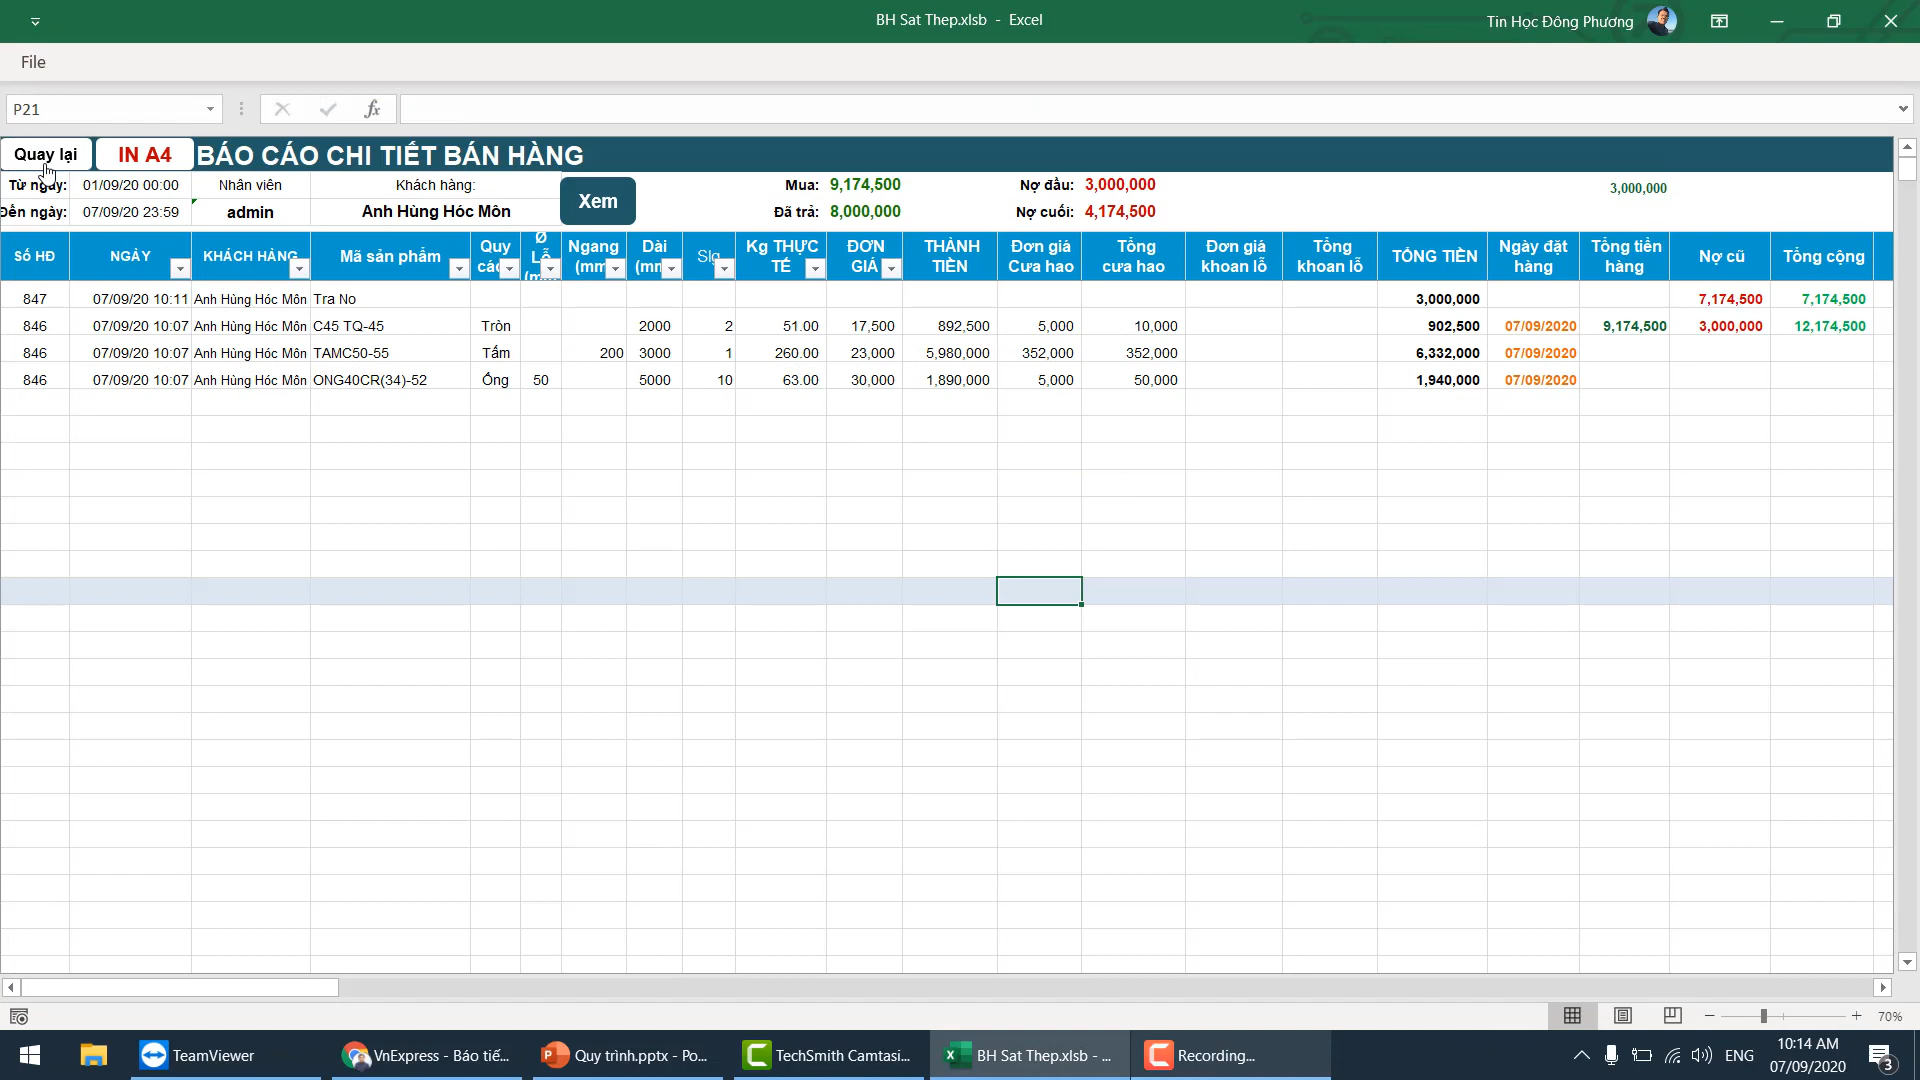 BH Sat Thep.xlsb - Excel
Tin Học Đông Phương
File
P21
fx
Quay lại
IN A4
BÁO CÁO CHI TIẾT BÁN HÀNG
Từ ngày: 01/09/20 00:00 Nhân viên Khách hàng: Xem Mua: 9,174,500 Nợ đầu: 3,000,000 3,000,000
Đến ngày: 07/09/20 23:59 admin Anh Hùng Hóc Môn Đã trả: 8,000,000 Nợ cuối: 4,174,500
Số HĐ NGÀY KHÁCH HÀNG Mã sản phẩm Quy các Ø Lỗ (m Ngang (mm Dài (mm Slg Kg THỰC TẾ ĐƠN GIÁ THÀNH TIỀN Đơn giá Cưa hao Tổng cưa hao Đơn giá khoan lỗ Tổng khoan lỗ TỔNG TIỀN Ngày đặt hàng Tổng tiền hàng Nợ cũ Tổng cộng
847 07/09/20 10:11 Anh Hùng Hóc Môn Tra No 3,000,000 7,174,500 7,174,500
846 07/09/20 10:07 Anh Hùng Hóc Môn C45 TQ-45 Tròn 2000 2 51.00 17,500 892,500 5,000 10,000 902,500 07/09/2020 9,174,500 3,000,000 12,174,500
846 07/09/20 10:07 Anh Hùng Hóc Môn TAMC50-55 Tấm 200 3000 1 260.00 23,000 5,980,000 352,000 352,000 6,332,000 07/09/2020
846 07/09/20 10:07 Anh Hùng Hóc Môn ONG40CR(34)-52 Ống 50 5000 10 63.00 30,000 1,890,000 5,000 50,000 1,940,000 07/09/2020
70%
TeamViewer
VnExpress - Báo tiế...
Quy trình.pptx - Po...
TechSmith Camtasi...
BH Sat Thep.xlsb - ...
Recording...
ENG
10:14 AM
07/09/2020
3